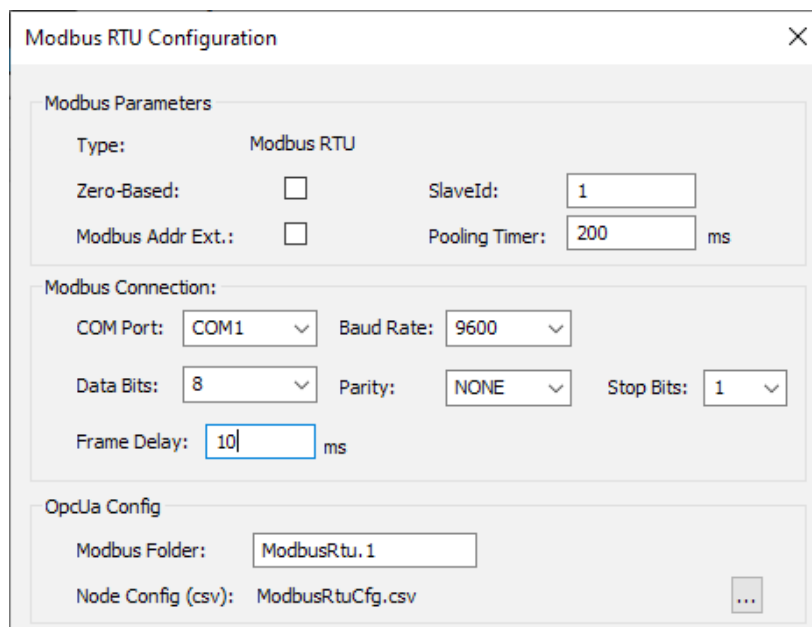 Modbus RTU Configuration
Modbus Parameters
Type: Modbus RTU
Zero-Based: SlaveId: 1
Modbus Addr Ext.: Pooling Timer: 200 ms
Modbus Connection:
COM Port: COM1 Baud Rate: 9600
Data Bits: 8 Parity: NONE Stop Bits: 1
Frame Delay: 10 ms
OpcUa Config
Modbus Folder: ModbusRtu.1
Node Config (csv): ModbusRtuCfg.csv ...